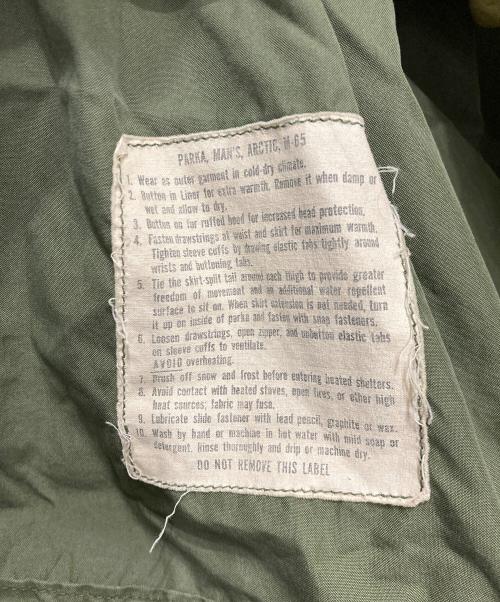 PARKA, MAN'S, ARCTIC, M-65
1. Wear as outer garment in cold-dry climate.
2. Button in Liner for extra warmth. Remove it when damp or
wet and allow to dry.
3. Button on fur ruffed hood for increased head protection.
4. Fasten drawstrings at waist and skirt for maximum warmth.
Tighten sleeve cuffs by drawing elastic tabs tightly around
wrists and buttoning tabs.
5. Tie the skirt-split tail around each thigh to provide greater
freedom of movement and an additional water repellent
surface to sit on. When skirt extension is not needed, turn
it up on inside of parka and fasten with snap fasteners.
6. Loosen drawstrings, open zipper, and unbutton elastic tabs
on sleeve cuffs to ventilate.
AVOID overheating.
7. Brush off snow and frost before entering heated shelters.
8. Avoid contact with heated stoves, open fires, or other high
heat sources; fabric may fuse.
9. Lubricate slide fastener with lead pencil, graphite or wax.
10. Wash by hand or machine in hot water with mild soap or
detergent. Rinse thoroughly and drip or machine dry.
DO NOT REMOVE THIS LABEL